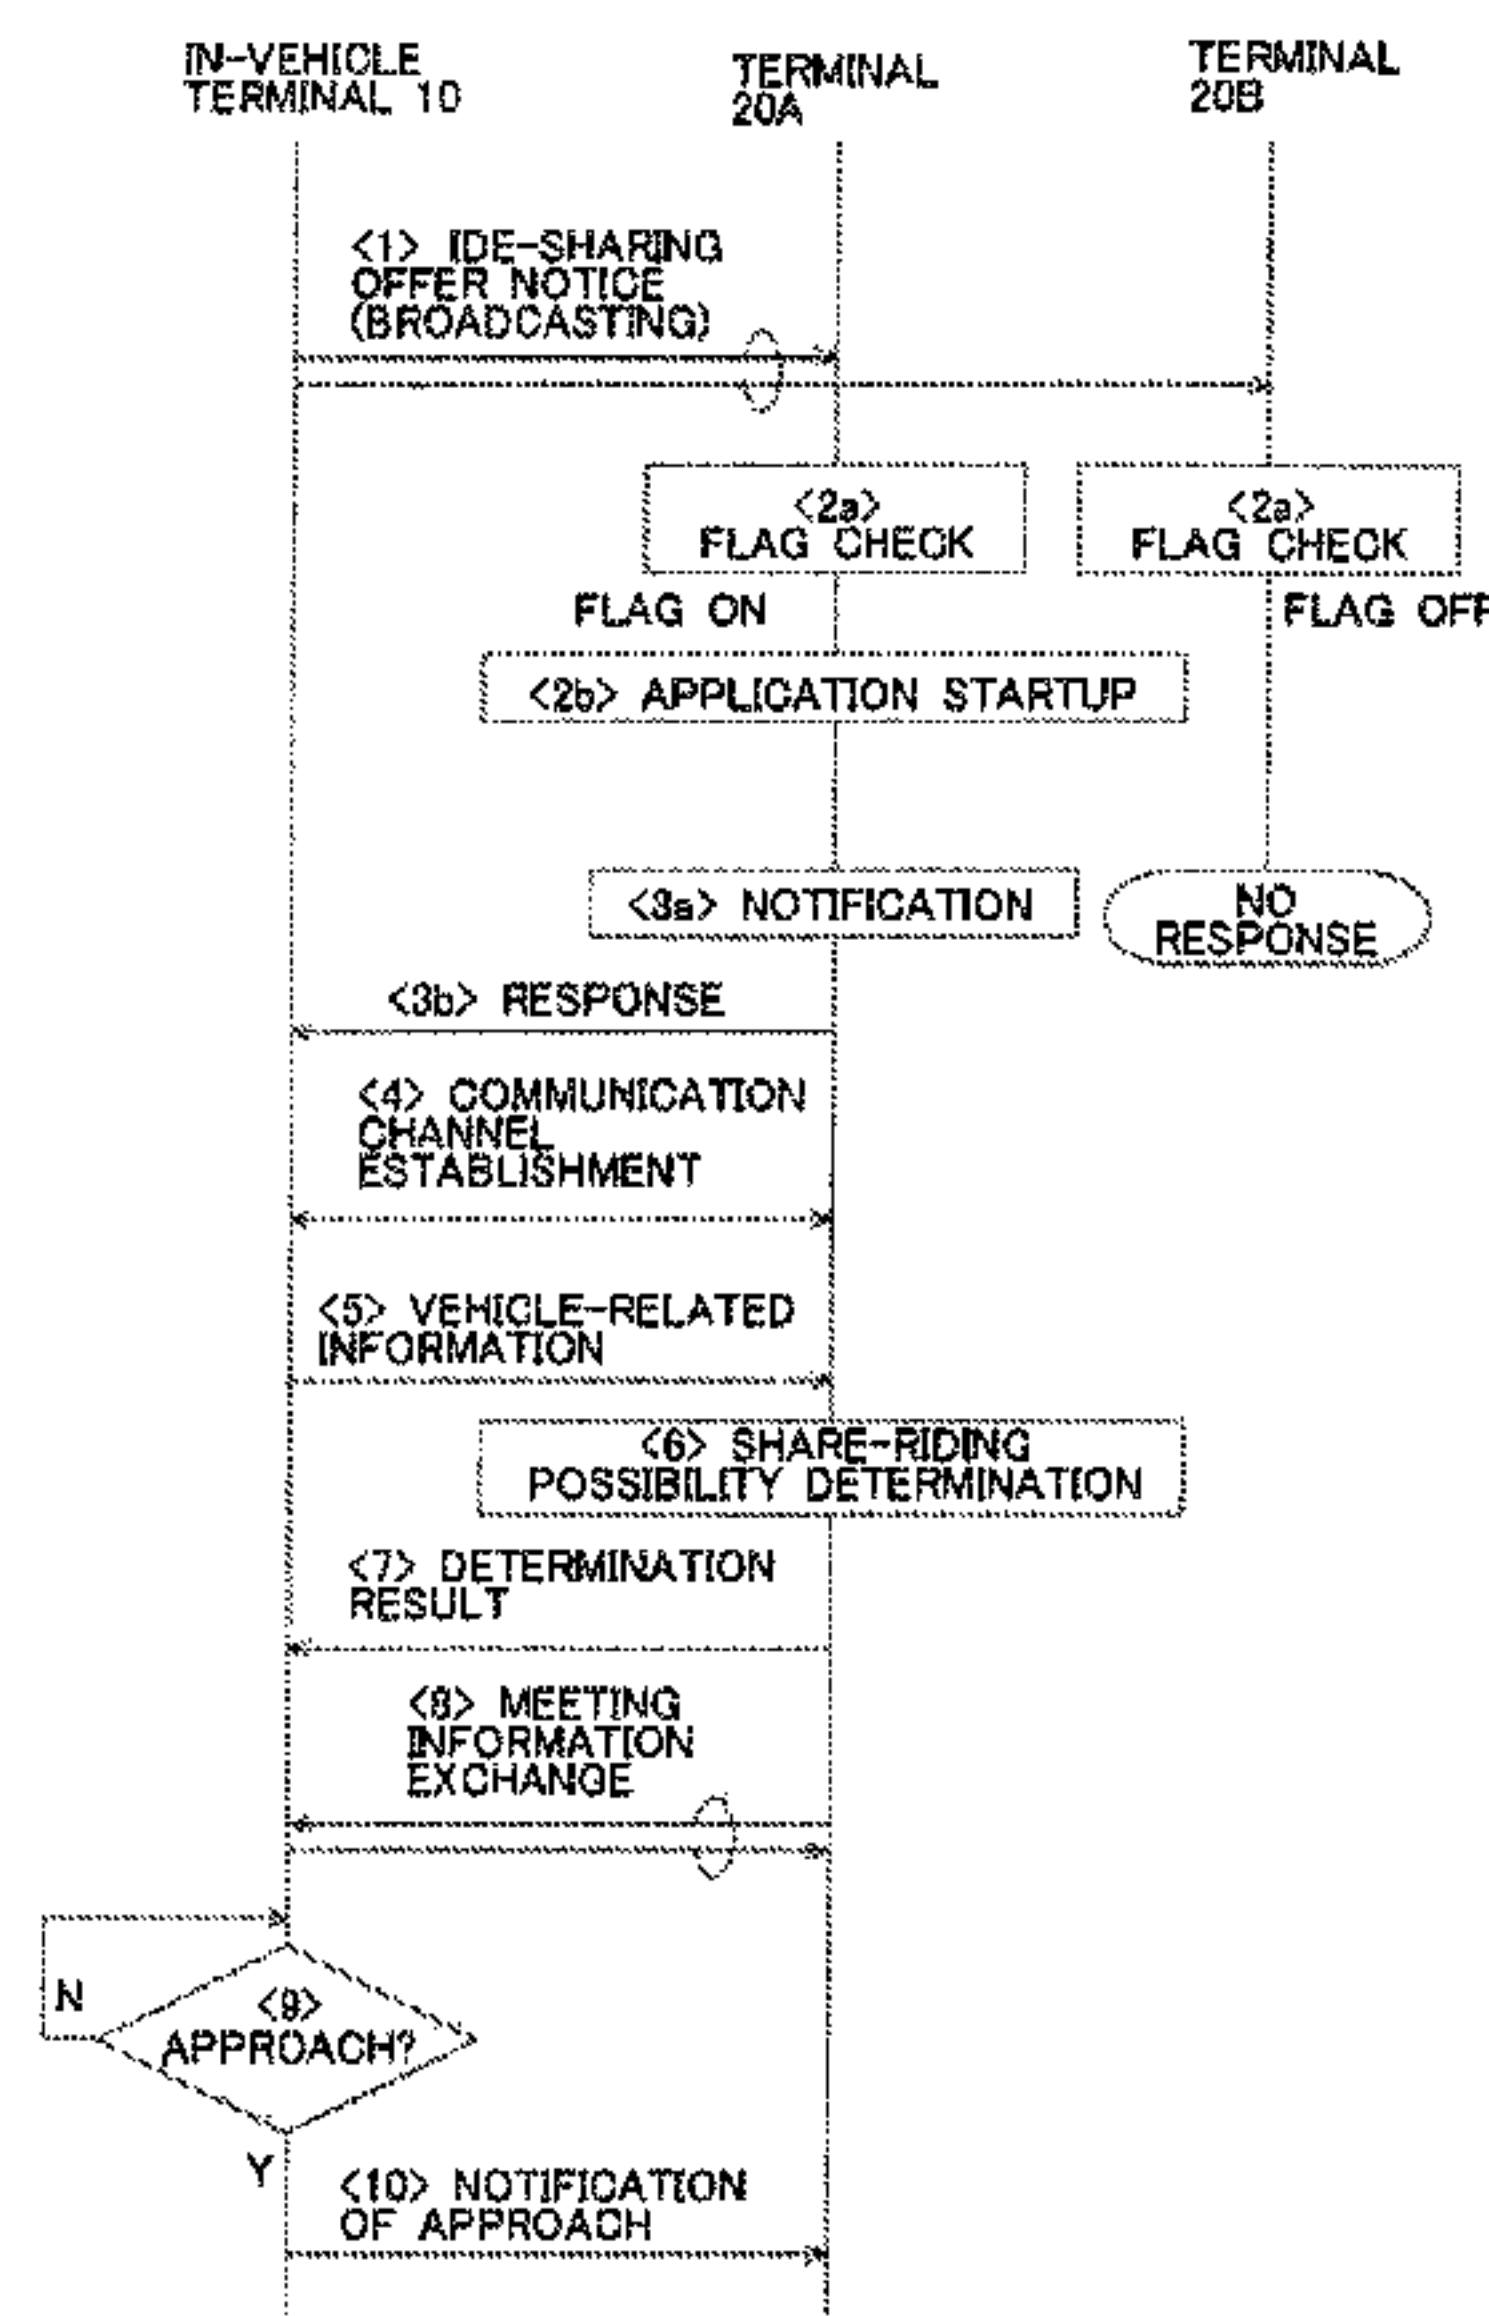 IN-VEHICLE
TERMINAL 10
TERMINAL
20A
TERMINAL
20B
<1> IDE-SHARING
OFFER NOTICE
(BROADCASTING)
<2a>
FLAG CHECK
<2a>
FLAG CHECK
FLAG ON
FLAG OFF
<2b> APPLICATION STARTUP
<3a> NOTIFICATION
NO
RESPONSE
<3b> RESPONSE
<4> COMMUNICATION
CHANNEL
ESTABLISHMENT
<5> VEHICLE-RELATED
INFORMATION
<6> SHARE-RIDING
POSSIBILITY DETERMINATION
<7> DETERMINATION
RESULT
<8> MEETING
INFORMATION
EXCHANGE
N
<9>
APPROACH?
Y
<10> NOTIFICATION
OF APPROACH